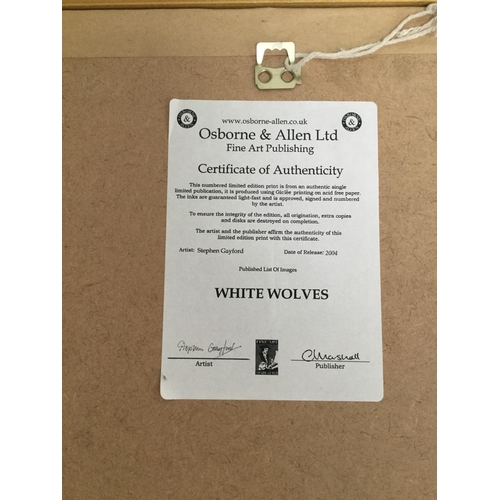 www.osborne-allen.co.uk
Osborne & Allen Ltd
Fine Art Publishing
Certificate of Authenticity
This numbered limited edition print is from an authentic single
limited publication, it is produced using Giclée printing on acid free paper.
The inks are guaranteed light-fast and is approved, signed and numbered
by the artist.
To ensure the integrity of the edition, all origination, extra copies
and disks are destroyed on completion.
The artist and the publisher affirm the authenticity of this
limited edition print with this certificate.
Artist: Stephen Gayford Date of Release: 2004
Published List Of Images
WHITE WOLVES
Stephen Gayford
CMarshall
Artist
Publisher